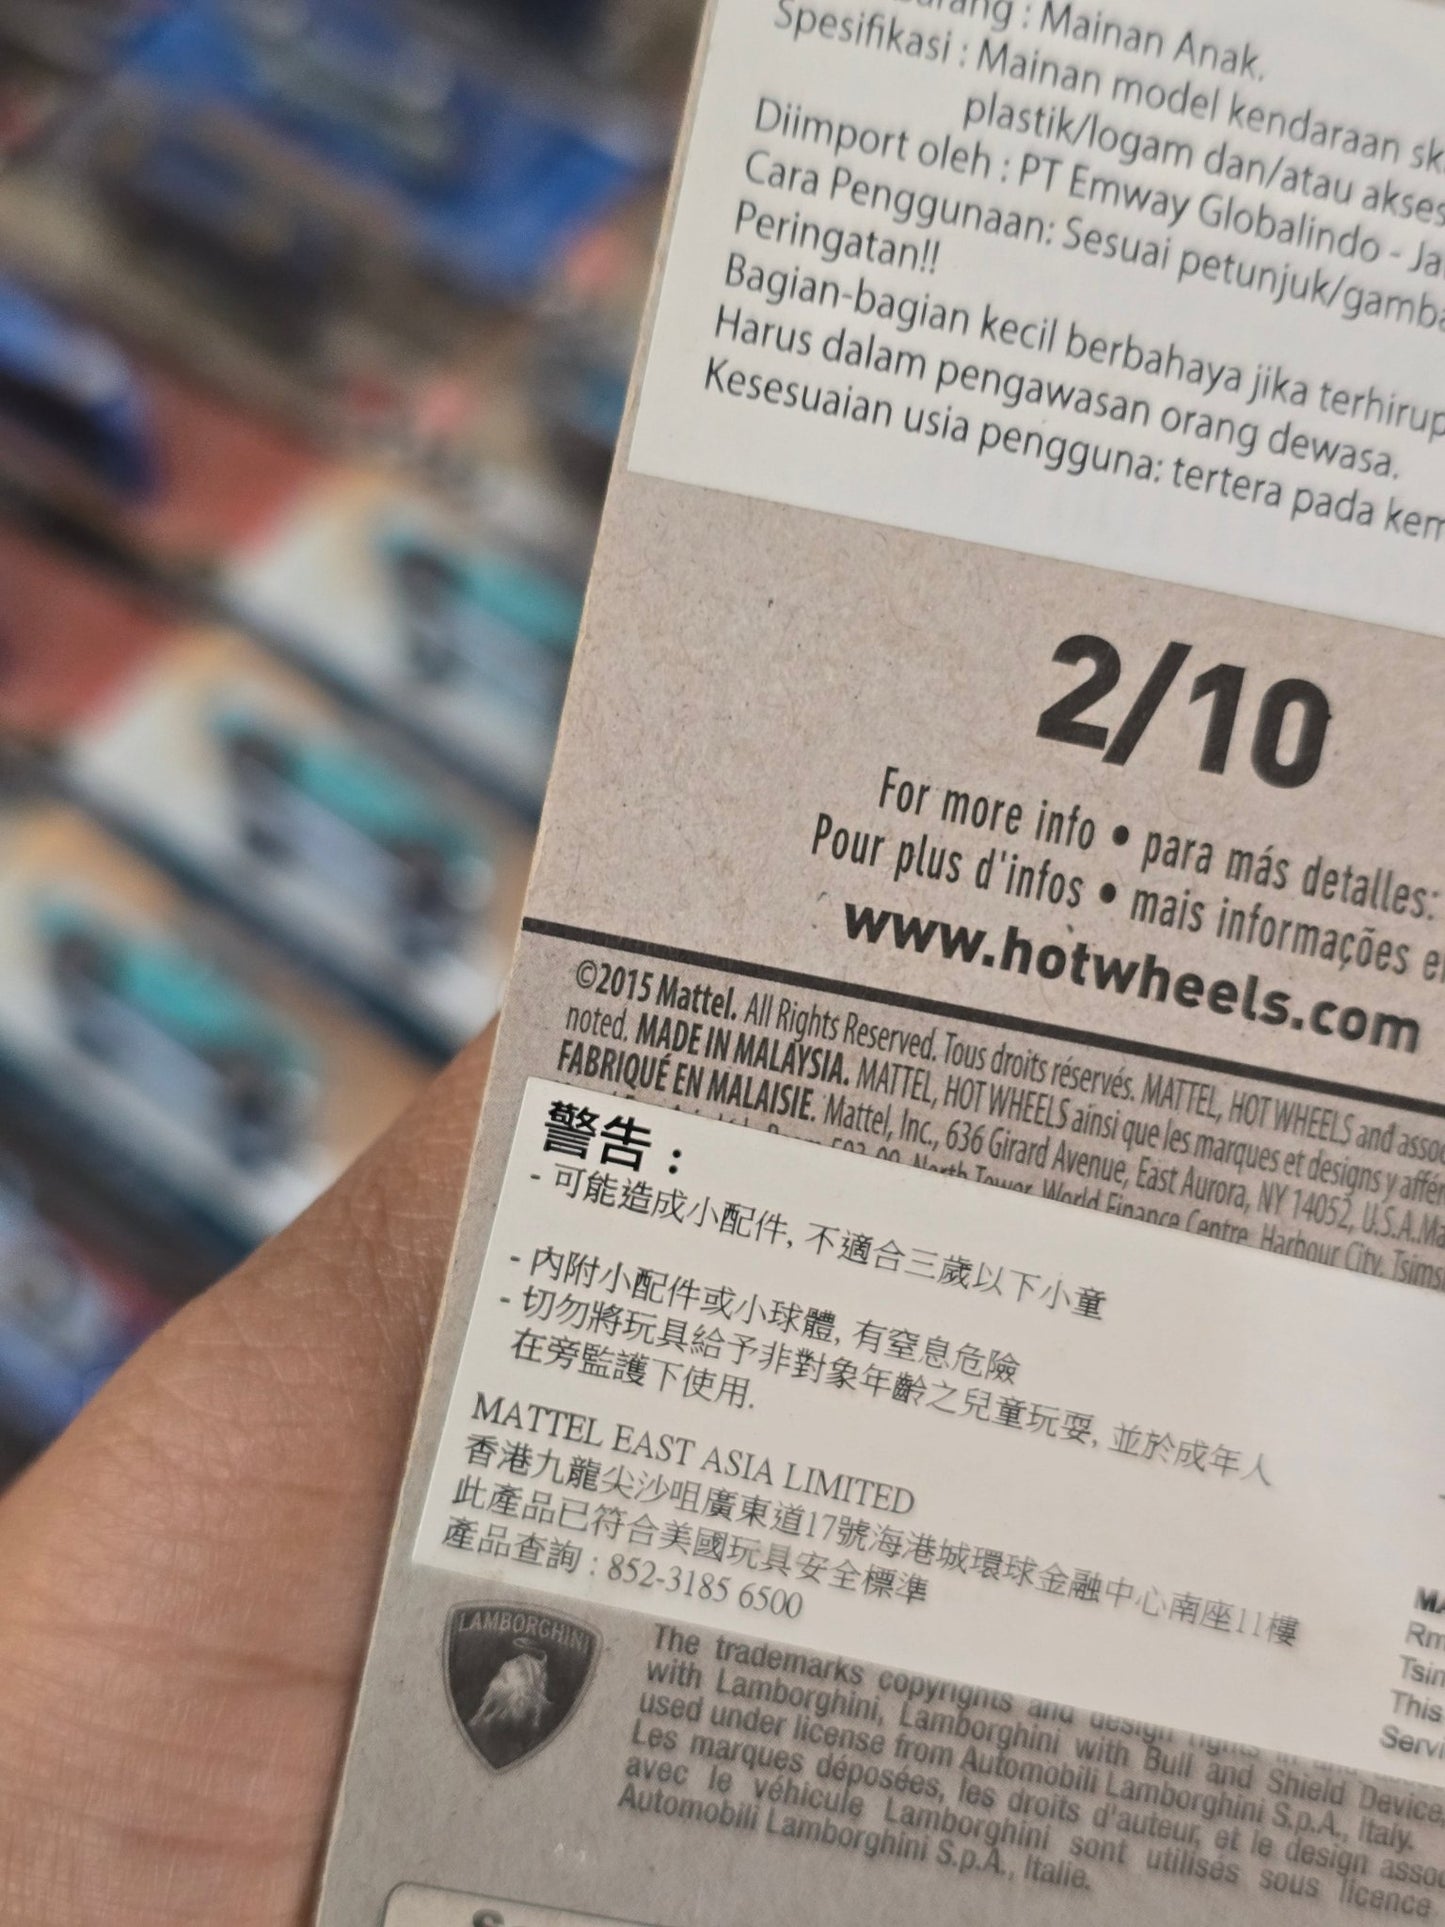 : Mainan Anak.
Spesifikasi : Mainan model kendaraan
plastik/logam dan/atau
Diimport oleh : PT Emway Globalindo -
Cara Penggunaan: Sesuai
Peringatan!!
Bagian-bagian kecil berbahaya jika
Harus dalam pengawasan orang dewasa.
Kesesuaian usia pengguna: tertera pada
2/10
For more info • para más detalles:
Pour plus d'infos • mais informações
www.hotwheels.com
©2015 Mattel. All Rights Reserved. Tous droits réservés. MATTEL, HOT WHEELS and
noted. MADE IN MALAYSIA. MATTEL, HOT WHEELS ainsi que les marques et designs y
FABRIQUÉ EN MALAISIE. Mattel, Inc., 636 Girard Avenue, East Aurora, NY 14052, U.S.A.
North Tower, World Finance Centre, Harbour City,
警告 :
- 可能造成小配件, 不適合三歲以下小童
- 內附小配件或小球體, 有窒息危險
- 切勿將玩具給予非對象年齡之兒童玩耍, 並於成年人
在旁監護下使用.
MATTEL EAST ASIA LIMITED
香港九龍尖沙咀廣東道17號海港城環球金融中心南座11樓
此產品已符合美國玩具安全標準
產品查詢 : 852-3185 6500
This
LAMBORGHINI
The trademarks copyrights and design rights in and
with Lamborghini, Lamborghini with Bull and Shield Device
used under license from Automobili Lamborghini S.p.A., Italy.
Les marques déposées, les droits d'auteur, et le design
avec le véhicule Lamborghini sont utilisés sous licence
Automobili Lamborghini S.p.A., Italie.